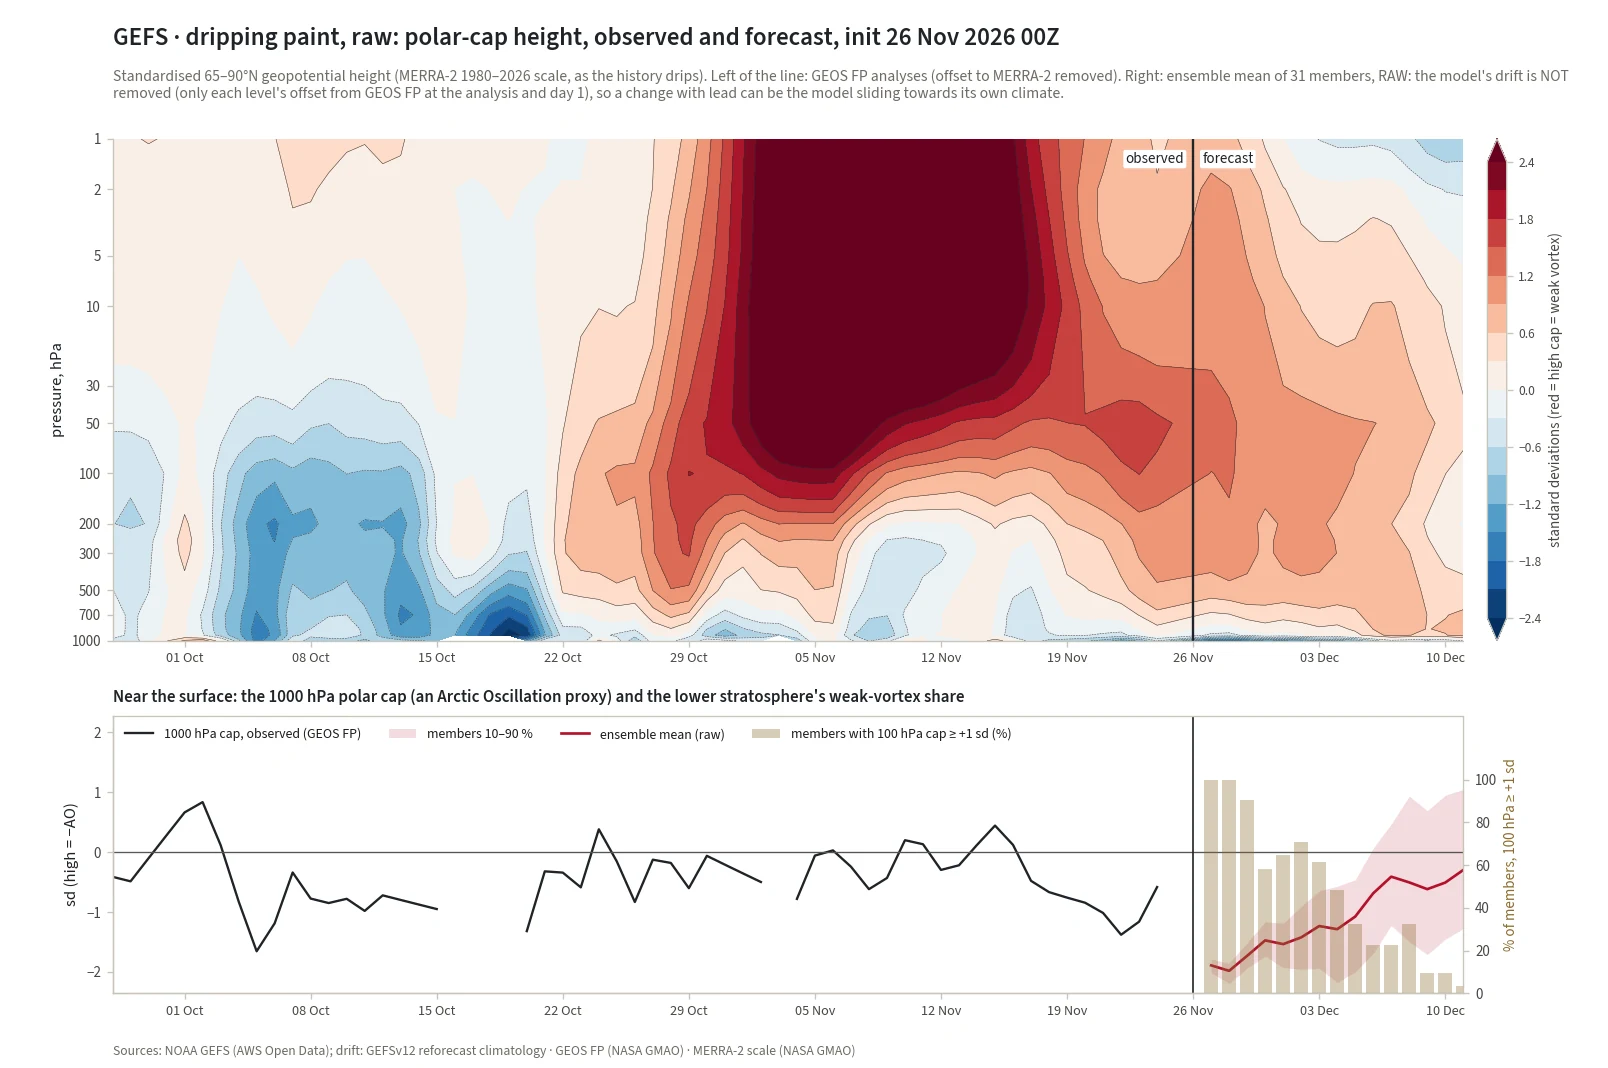 GEFS · dripping paint, raw: polar-cap height, observed and forecast, init 26 Nov 2026 00Z
Standardised 65–90°N geopotential height (MERRA-2 1980–2026 scale, as the history drips). Left of the line: GEOS FP analyses (offset to MERRA-2 removed). Right: ensemble mean of 31 members, RAW: the model's drift is NOT
removed (only each level's offset from GEOS FP at the analysis and day 1), so a change with lead can be the model sliding towards its own climate.
pressure, hPa
1
2
5
10
30
50
100
200
300
500
700
1000
observed
forecast
01 Oct
08 Oct
15 Oct
22 Oct
29 Oct
05 Nov
12 Nov
19 Nov
26 Nov
03 Dec
10 Dec
2.4
1.8
1.2
0.6
0.0
−0.6
−1.2
−1.8
−2.4
standard deviations (red = high cap = weak vortex)
Near the surface: the 1000 hPa polar cap (an Arctic Oscillation proxy) and the lower stratosphere's weak-vortex share
1000 hPa cap, observed (GEOS FP)
members 10–90 %
ensemble mean (raw)
members with 100 hPa cap ≥ +1 sd (%)
sd (high = −AO)
2
1
0
−1
−2
100
80
60
40
20
0
% of members, 100 hPa ≥ +1 sd
01 Oct
08 Oct
15 Oct
22 Oct
29 Oct
05 Nov
12 Nov
19 Nov
26 Nov
03 Dec
10 Dec
Sources: NOAA GEFS (AWS Open Data); drift: GEFSv12 reforecast climatology · GEOS FP (NASA GMAO) · MERRA-2 scale (NASA GMAO)